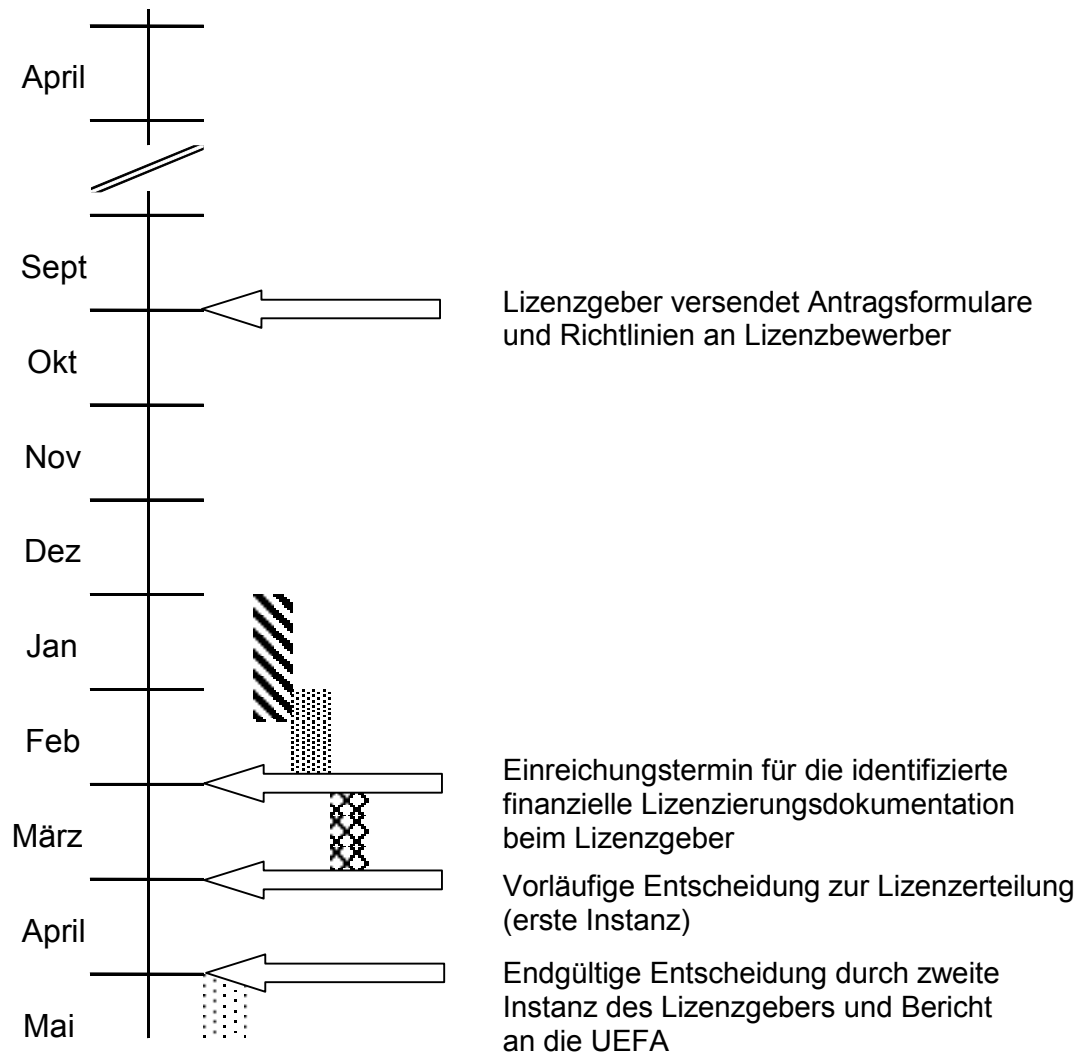 April
Sept
Lizenzgeber versendet Antragsformulare
und Richtlinien an Lizenzbewerber
Okt
Nov
Dez
Jan
Feb
Einreichungstermin für die identifizierte
finanzielle Lizenzierungsdokumentation
beim Lizenzgeber
März
Vorläufige Entscheidung zur Lizenzerteilung
(erste Instanz)
April
Endgültige Entscheidung durch zweite
Instanz des Lizenzgebers und Bericht
an die UEFA
Mai